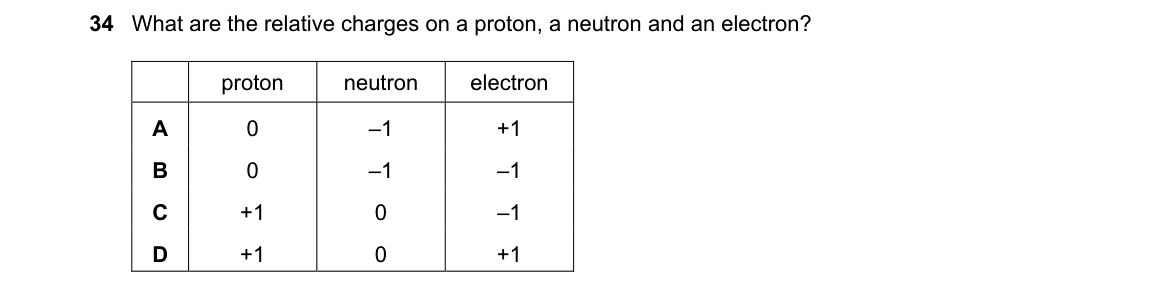 34 What are the relative charges on a proton, a neutron and an electron?
proton neutron electron
A 0 –1 +1
B 0 –1 –1
C +1 0 –1
D +1 0 +1